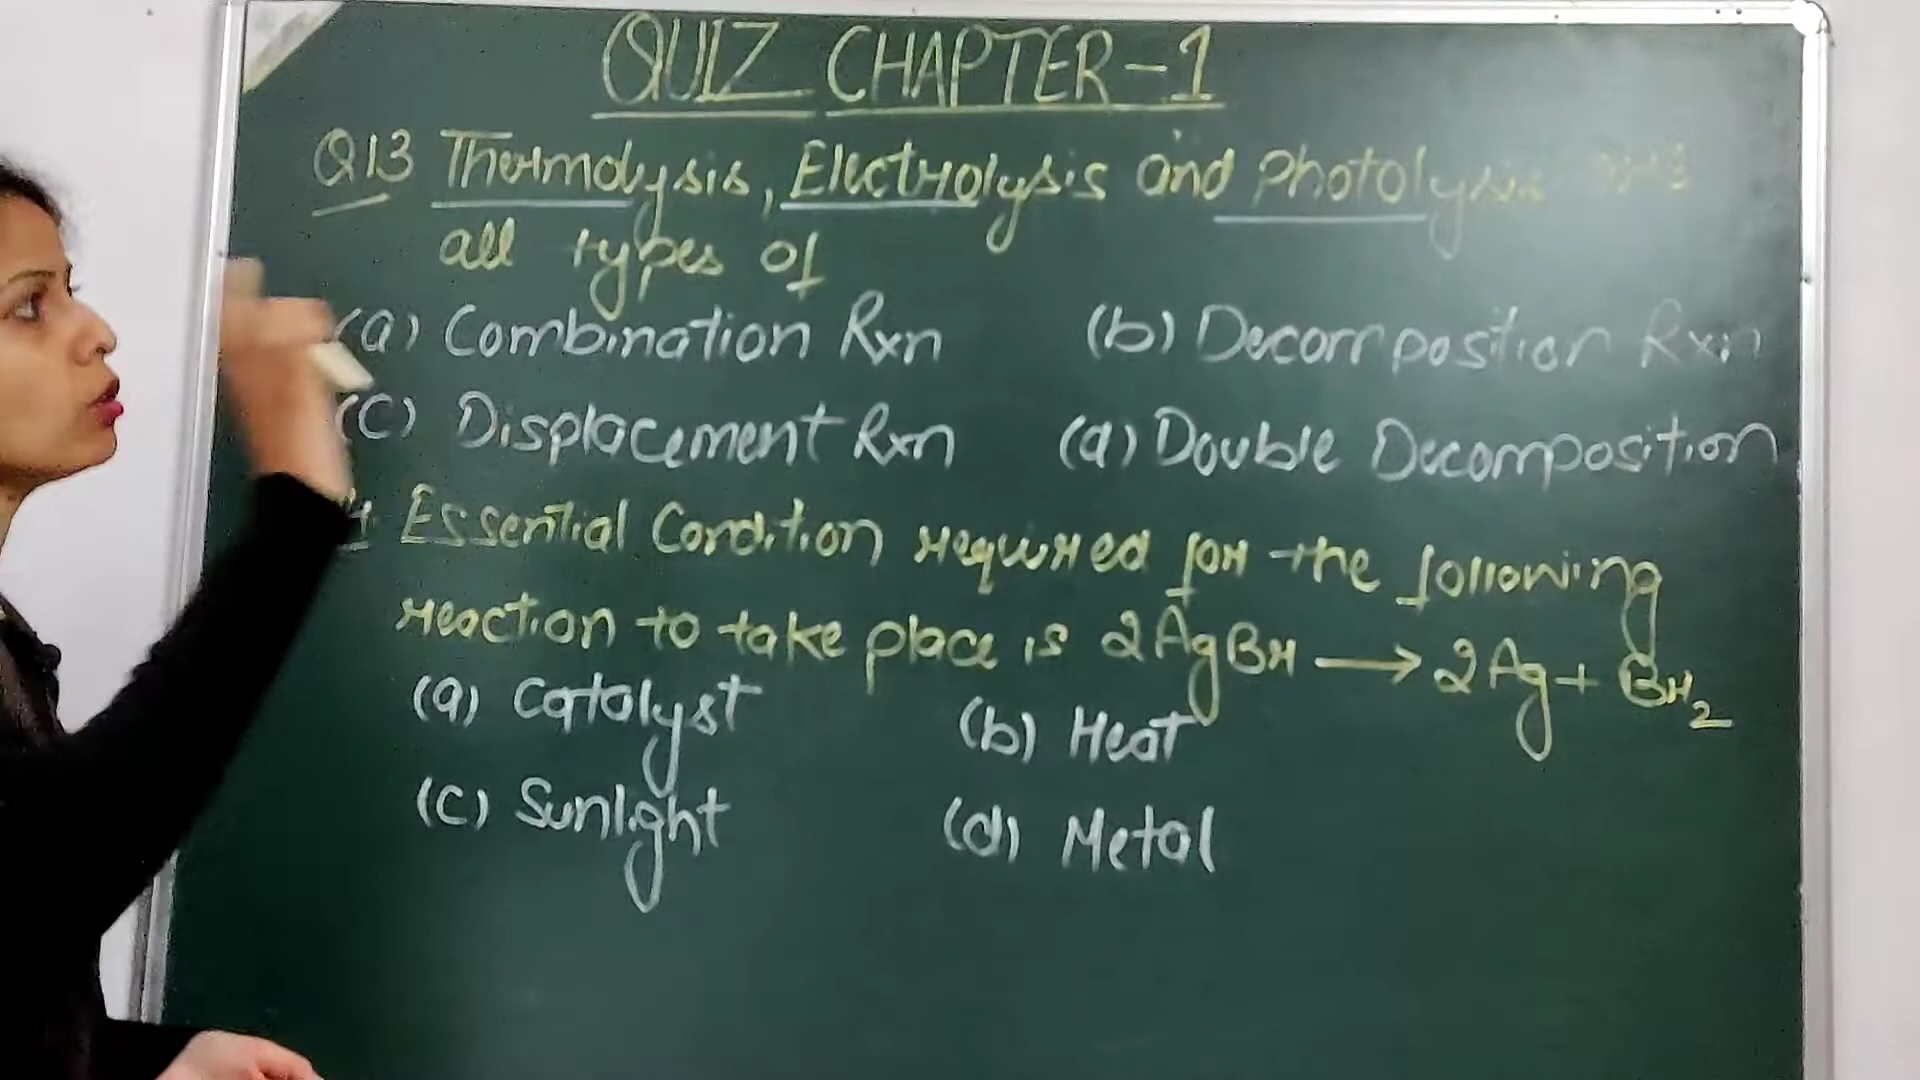 QUIZ CHAPTER-1
Q13 Thermolysis, Electrolysis and Photolysis
all types of
(a) Combination Rxn (b) Decomposition Rxn
(c) Displacement Rxn (d) Double Decomposition
Essential Condition required for the following
reaction to take place is 2AgBr → 2Ag + Br₂
(a) Catalyst (b) Heat
(c) Sunlight (d) Metal